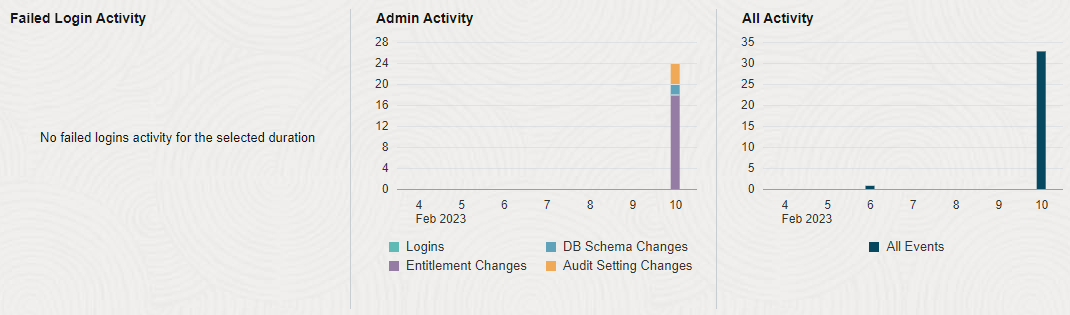 Failed Login Activity
No failed logins activity for the selected duration
Admin Activity
28
24
20
16
12
8
4
0
4 5 6 7 8 9 10
Feb 2023
Logins
DB Schema Changes
Entitlement Changes
Audit Setting Changes
All Activity
35
30
25
20
15
10
5
0
4 5 6 7 8 9 10
Feb 2023
All Events